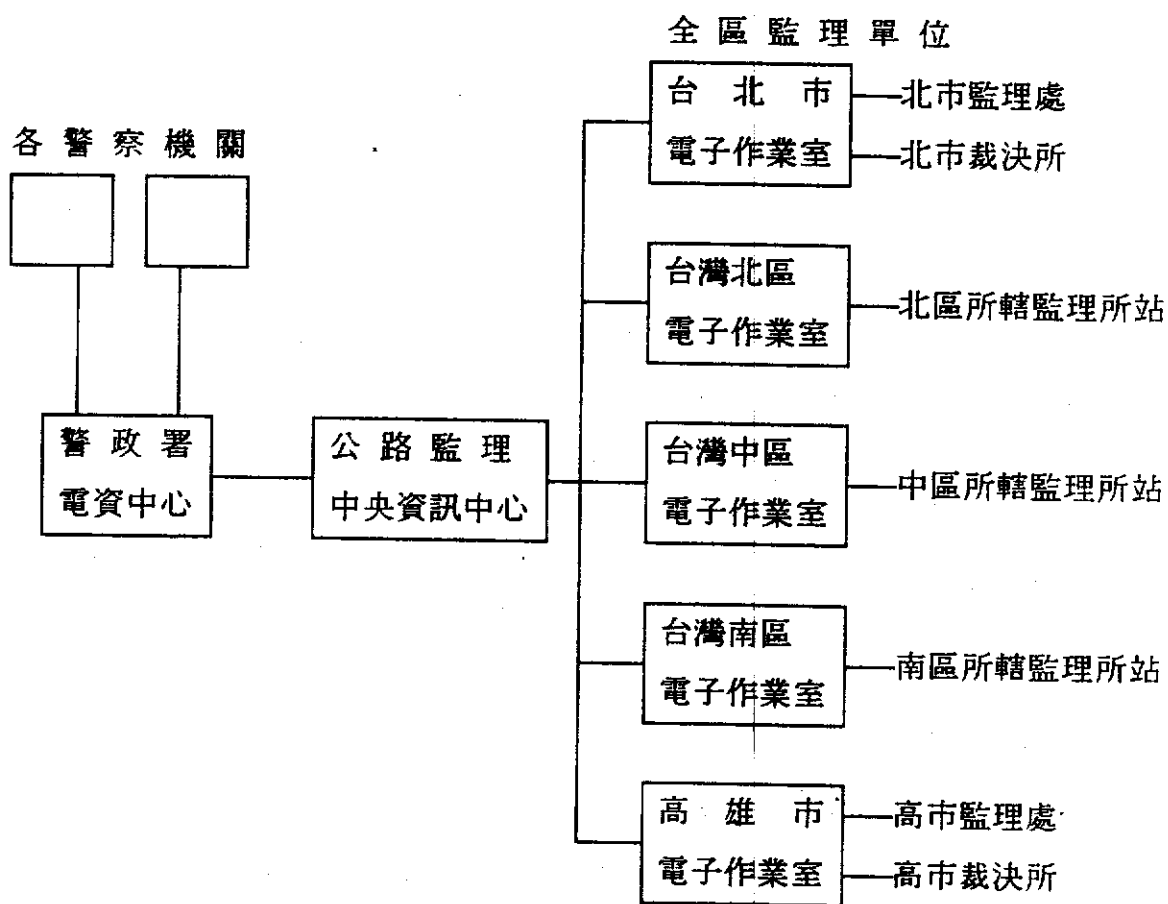 全區監理單位
各警察機關
台北市
電子作業室
北市監理處
北市裁決所
台灣北區
電子作業室
北區所轄監理所站
警政署
電資中心
公路監理
中央資訊中心
台灣中區
電子作業室
中區所轄監理所站
台灣南區
電子作業室
南區所轄監理所站
高雄市
電子作業室
高市監理處
高市裁決所